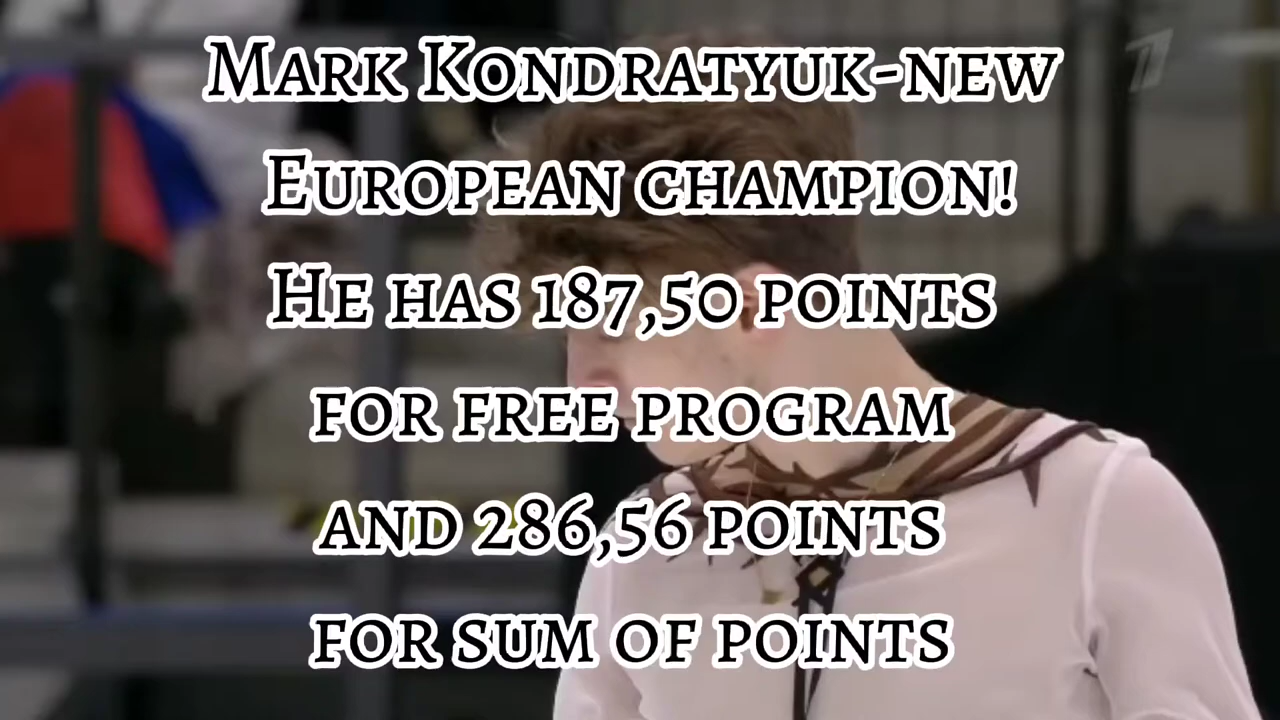 Mark Kondratyuk-new
European champion!
He has 187,50 points
for free program
and 286,56 points
for sum of points